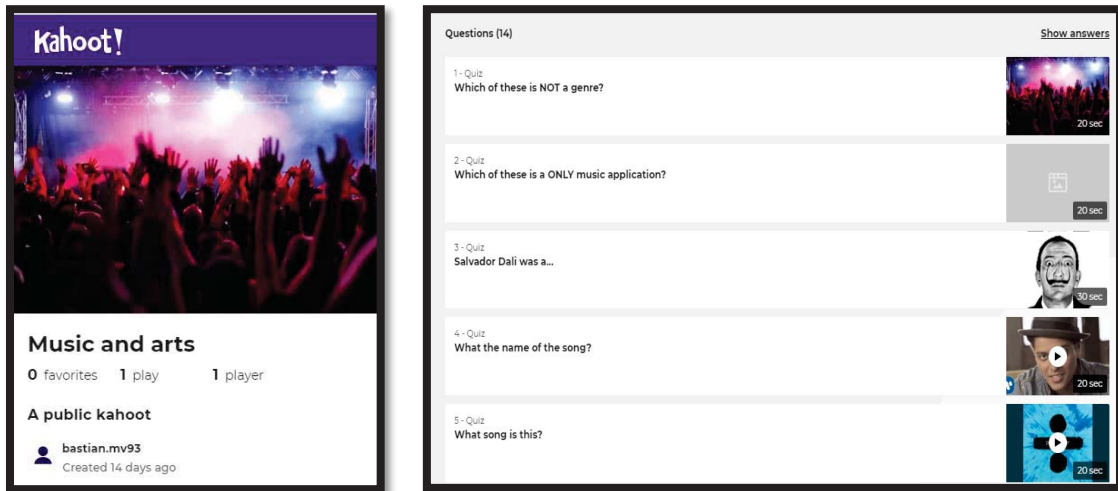 Kahoot!
Music and arts
0 favorites 1 play 1 player
A public kahoot
bastian.mv93
Created 14 days ago
Questions (14)
Show answers
1 - Quiz
Which of these is NOT a genre?
20 sec
2 - Quiz
Which of these is a ONLY music application?
20 sec
3 - Quiz
Salvador Dali was a...
30 sec
4 - Quiz
What the name of the song?
20 sec
5 - Quiz
What song is this?
20 sec